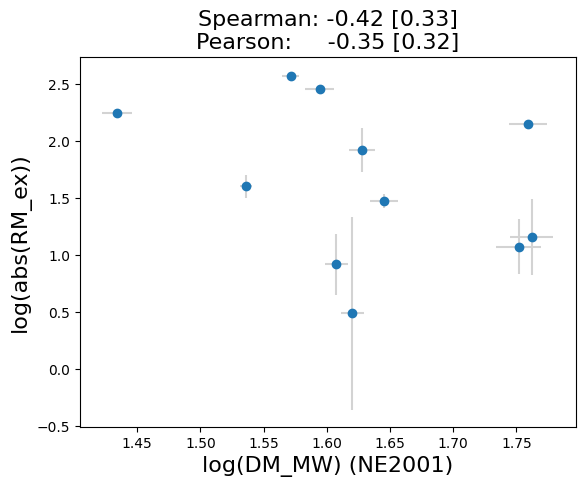 Spearman: -0.42 [0.33]
Pearson: -0.35 [0.32]
log(abs(RM_ex))
2.5
2.0
1.5
1.0
0.5
0.0
−0.5
1.45 1.50 1.55 1.60 1.65 1.70 1.75
log(DM_MW) (NE2001)